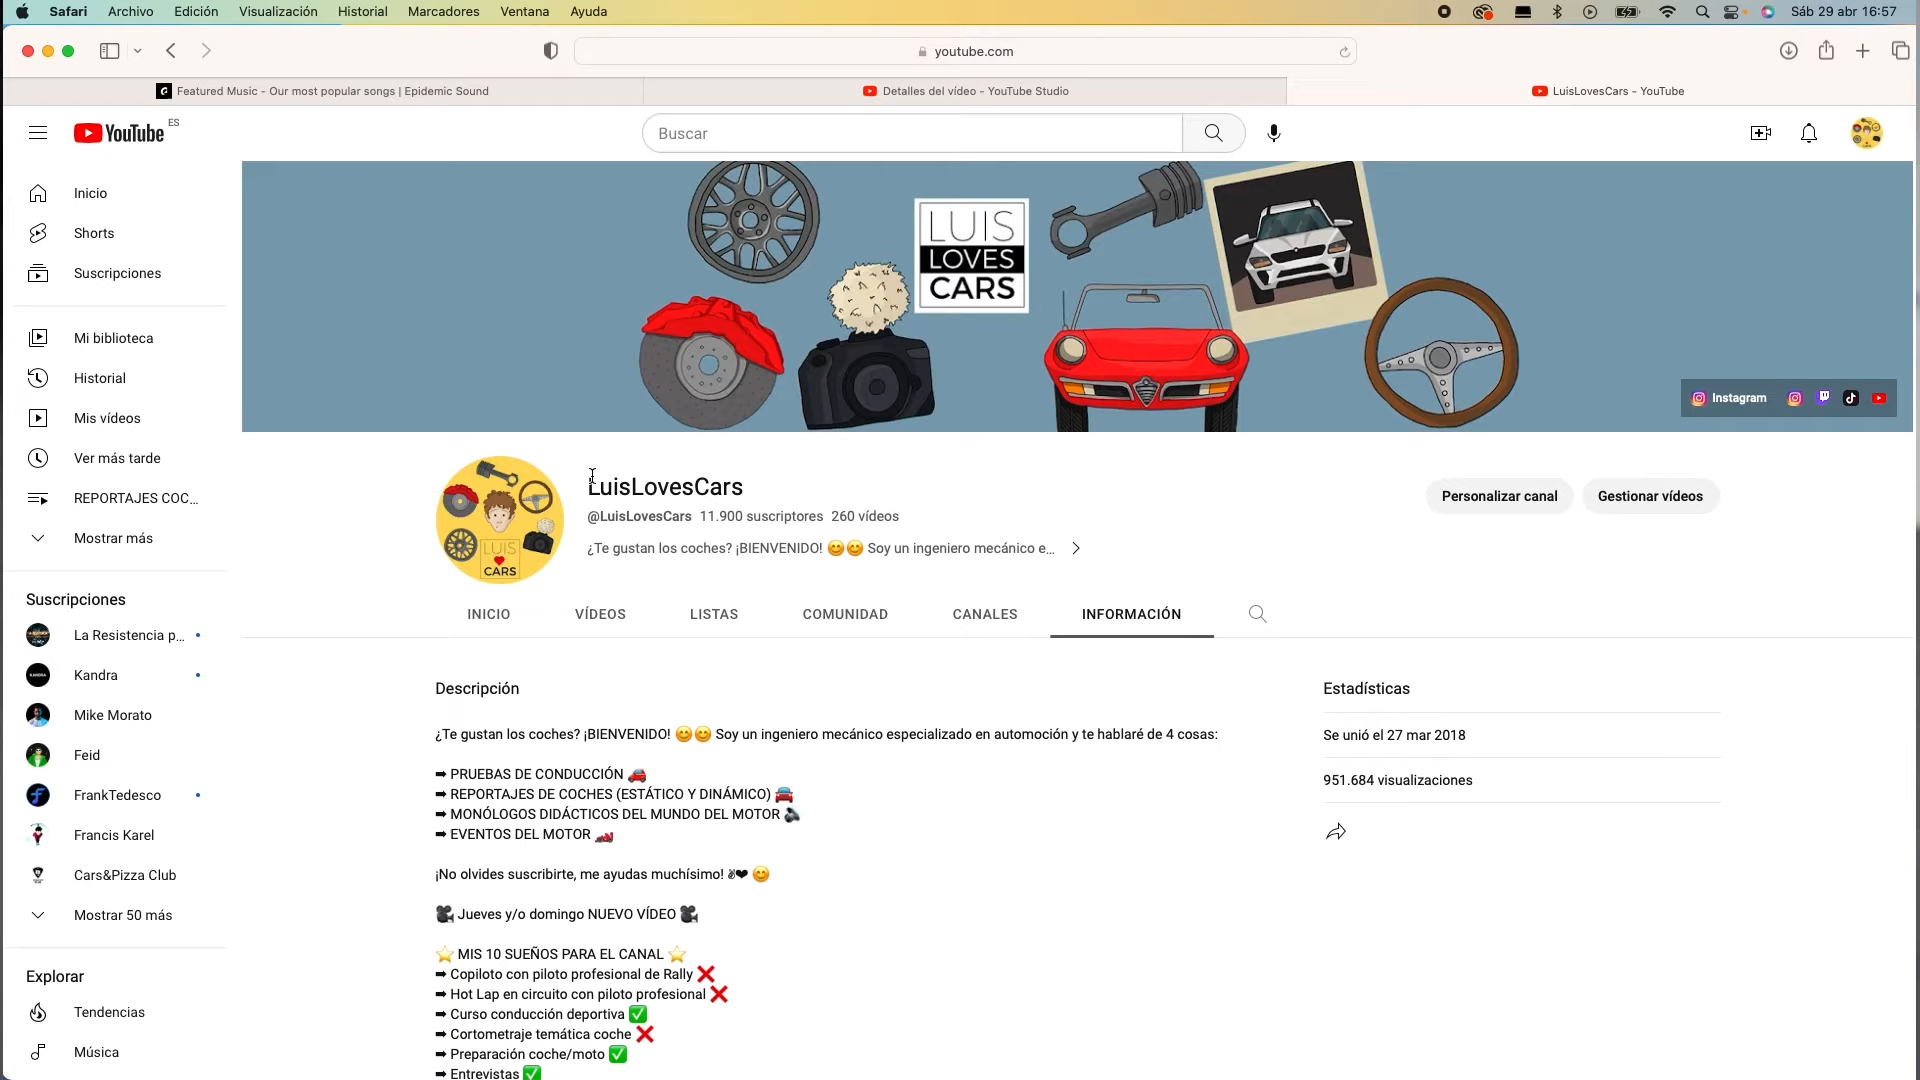 Safari Archivo Edición Visualización Historial Marcadores Ventana Ayuda
Sáb 29 abr 16:57
youtube.com
Featured Music - Our most popular songs | Epidemic Sound
Detalles del vídeo - YouTube Studio
LuisLovesCars - YouTube
YouTube ES
Buscar
Inicio
Shorts
Suscripciones
Mi biblioteca
Historial
Mis vídeos
Ver más tarde
REPORTAJES COC...
Mostrar más
Suscripciones
La Resistencia p...
Kandra
Mike Morato
Feid
FrankTedesco
Francis Karel
Cars&Pizza Club
Mostrar 50 más
Explorar
Tendencias
Música
LUIS
LOVES
CARS
Instagram
LUIS
CARS
LuisLovesCars
@LuisLovesCars 11.900 suscriptores 260 vídeos
¿Te gustan los coches? ¡BIENVENIDO! 😊😊 Soy un ingeniero mecánico e...
Personalizar canal
Gestionar vídeos
INICIO VÍDEOS LISTAS COMUNIDAD CANALES INFORMACIÓN
Descripción
¿Te gustan los coches? ¡BIENVENIDO! 😊😊 Soy un ingeniero mecánico especializado en automoción y te hablaré de 4 cosas:
➡ PRUEBAS DE CONDUCCIÓN 🚗
➡ REPORTAJES DE COCHES (ESTÁTICO Y DINÁMICO) 🚘
➡ MONÓLOGOS DIDÁCTICOS DEL MUNDO DEL MOTOR 🔊
➡ EVENTOS DEL MOTOR 🏎
¡No olvides suscribirte, me ayudas muchísimo! ✌❤ 😊
🎥 Jueves y/o domingo NUEVO VÍDEO 🎥
⭐ MIS 10 SUEÑOS PARA EL CANAL ⭐
➡ Copiloto con piloto profesional de Rally ❌
➡ Hot Lap en circuito con piloto profesional ❌
➡ Curso conducción deportiva ✅
➡ Cortometraje temática coche ❌
➡ Preparación coche/moto ✅
➡ Entrevistas ✅
Estadísticas
Se unió el 27 mar 2018
951.684 visualizaciones